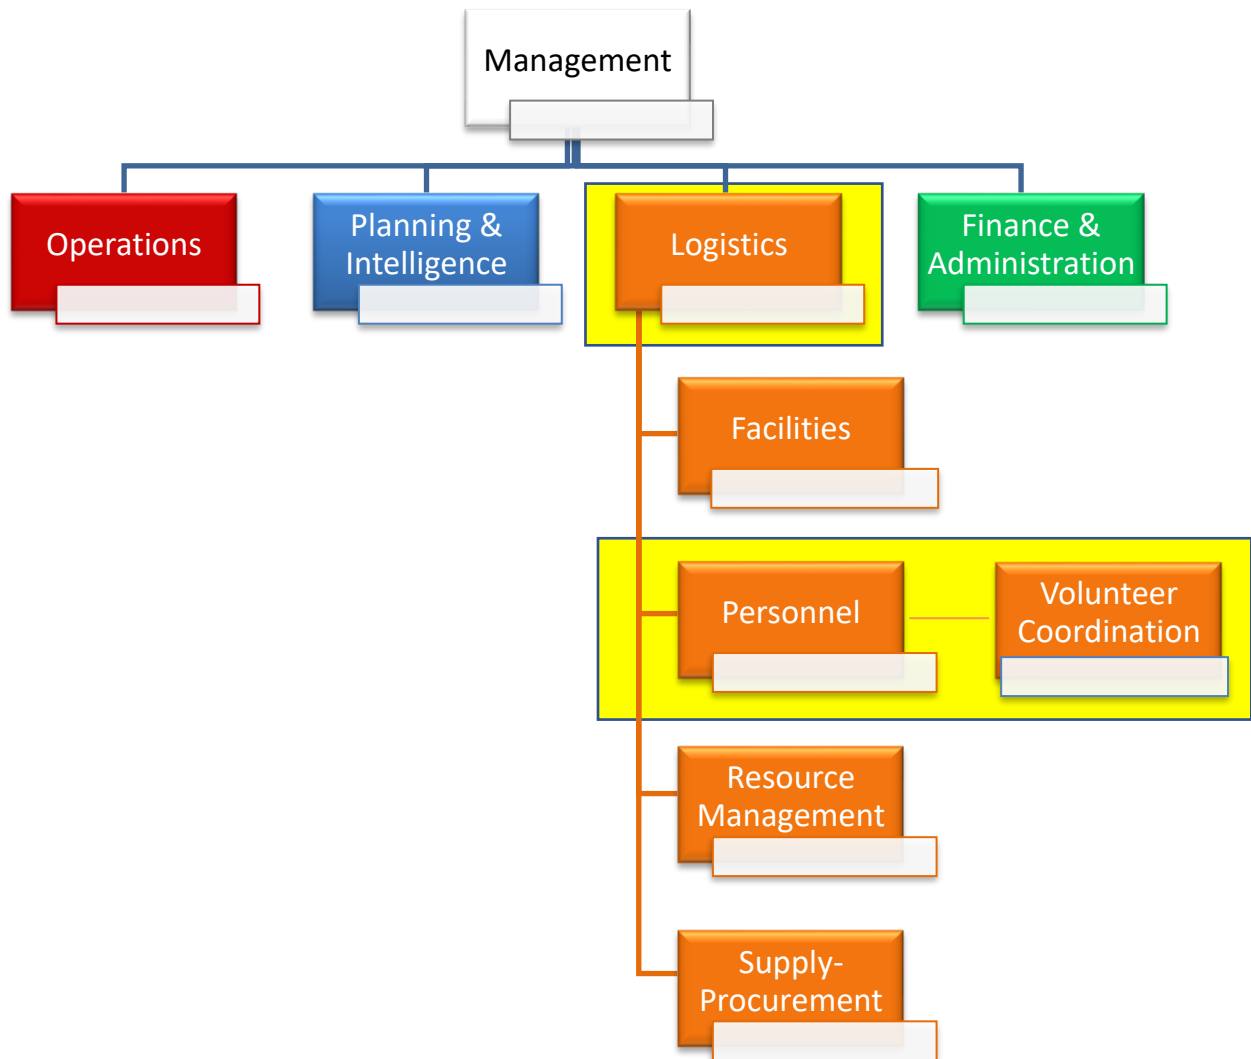 Management
Operations
Planning &
Intelligence
Logistics
Finance &
Administration
Facilities
Personnel
Volunteer
Coordination
Resource
Management
Supply-
Procurement